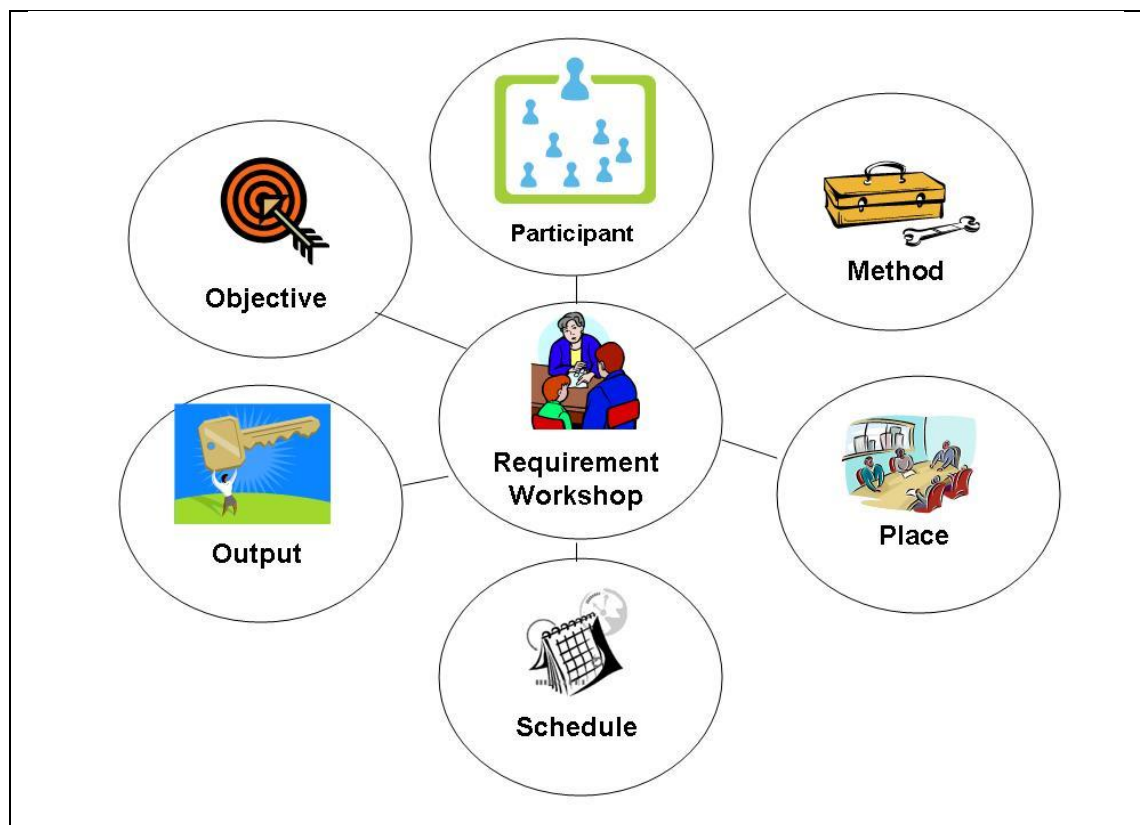 Participant
Objective
Method
Requirement
Workshop
Output
Place
Schedule